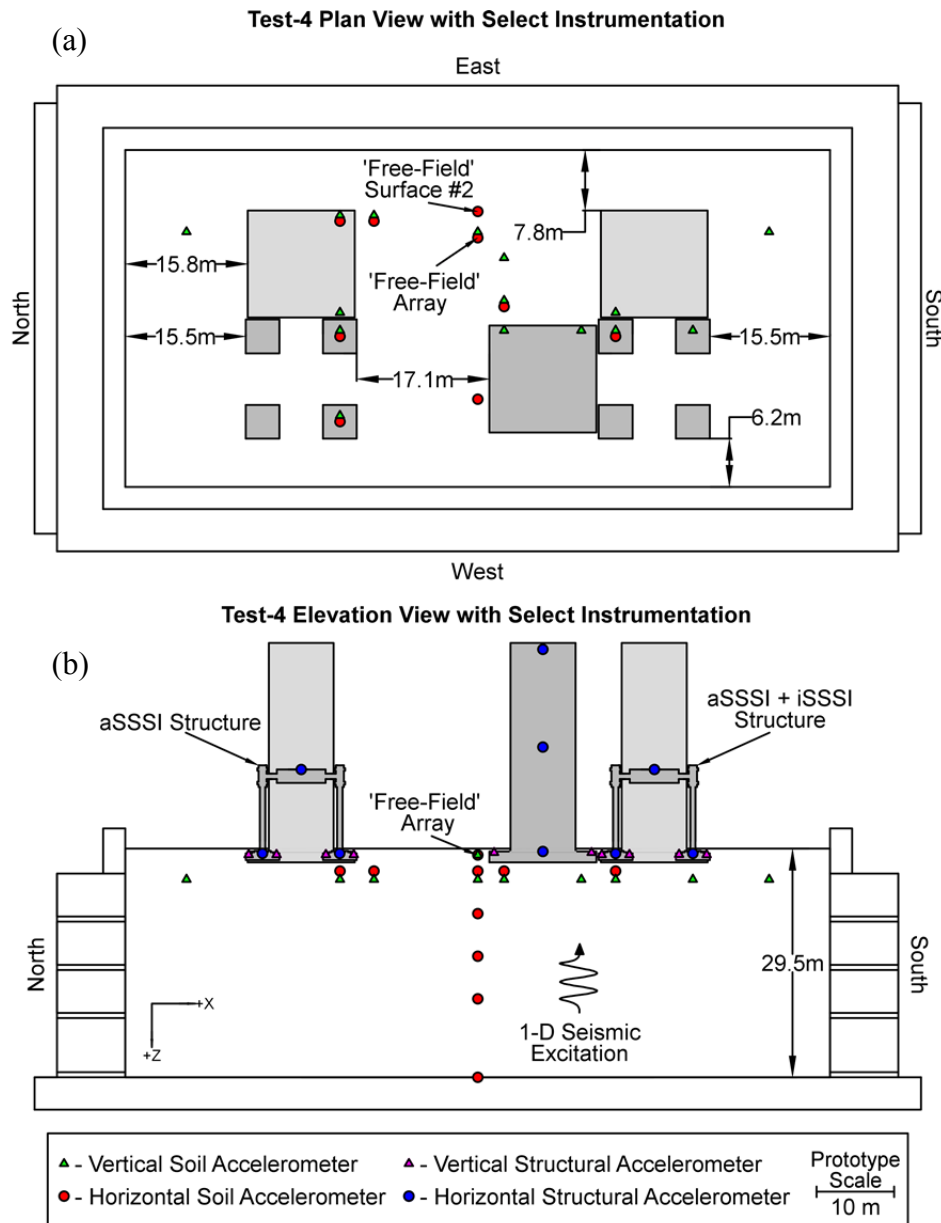 Test-4 Plan View with Select Instrumentation
(a)
East
'Free-Field'
Surface #2
7.8m
15.8m
'Free-Field'
Array
North
South
15.5m
15.5m
17.1m
6.2m
West
Test-4 Elevation View with Select Instrumentation
(b)
aSSSI Structure
aSSSI + iSSSI
Structure
'Free-Field'
Array
North
South
29.5m
+X
+Z
1-D Seismic
Excitation
- Vertical Soil Accelerometer
- Horizontal Soil Accelerometer
- Vertical Structural Accelerometer
- Horizontal Structural Accelerometer
Prototype
Scale
10 m